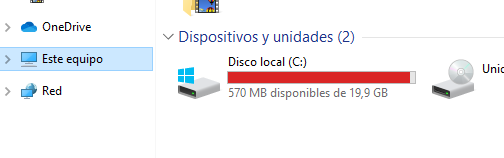 OneDrive
Este equipo
Red
Dispositivos y unidades (2)
Disco local (C:)
570 MB disponibles de 19,9 GB